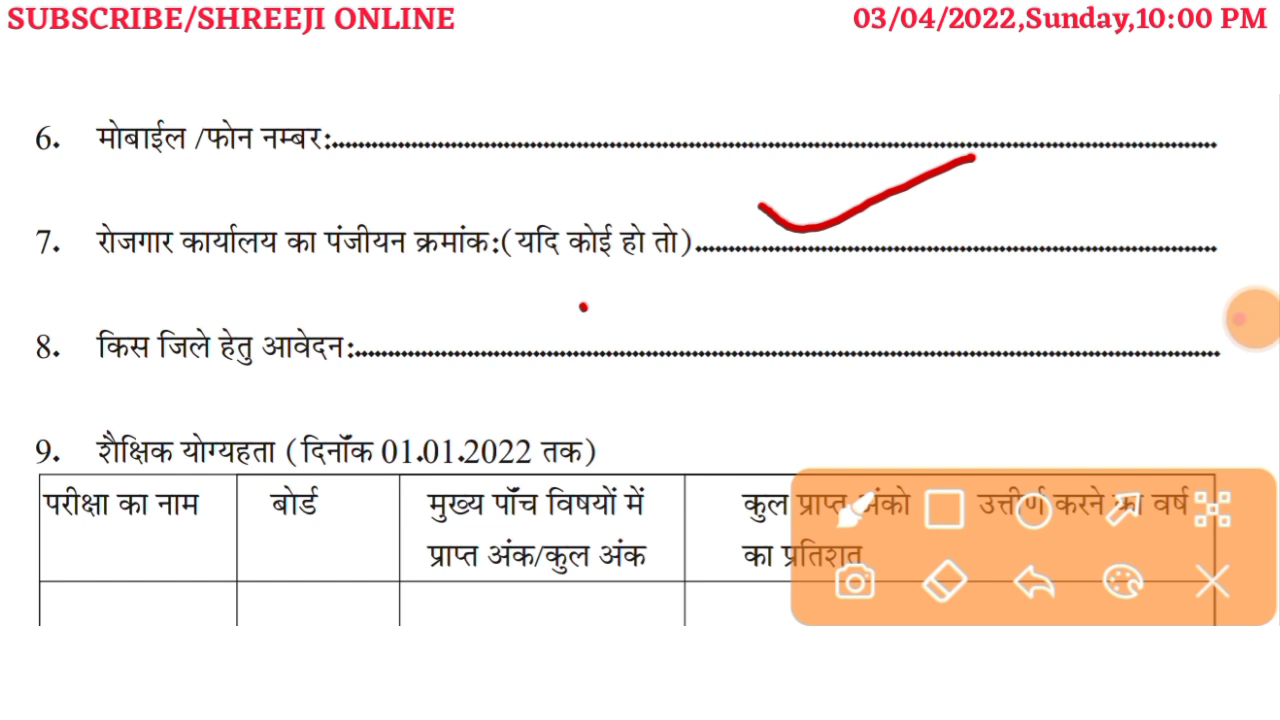 SUBSCRIBE/SHREEJI ONLINE 03/04/2022,Sunday,10:00 PM
6. मोबाईल /फोन नम्बर:
7. रोजगार कार्यालय का पंजीयन क्रमांक:(यदि कोई हो तो)
8. किस जिले हेतु आवेदन:
9. शैक्षिक योग्यहता (दिनाँक 01.01.2022 तक)
परीक्षा का नाम बोर्ड मुख्य पाँच विषयों में कुल प्राप्त अंको उत्तीर्ण करने का वर्ष
प्राप्त अंक/कुल अंक का प्रतिशत